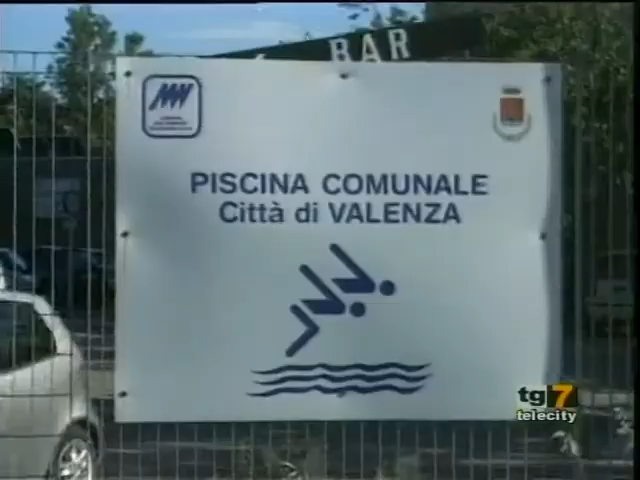 BAR
PISCINA COMUNALE
Città di VALENZA
tg7
telecity